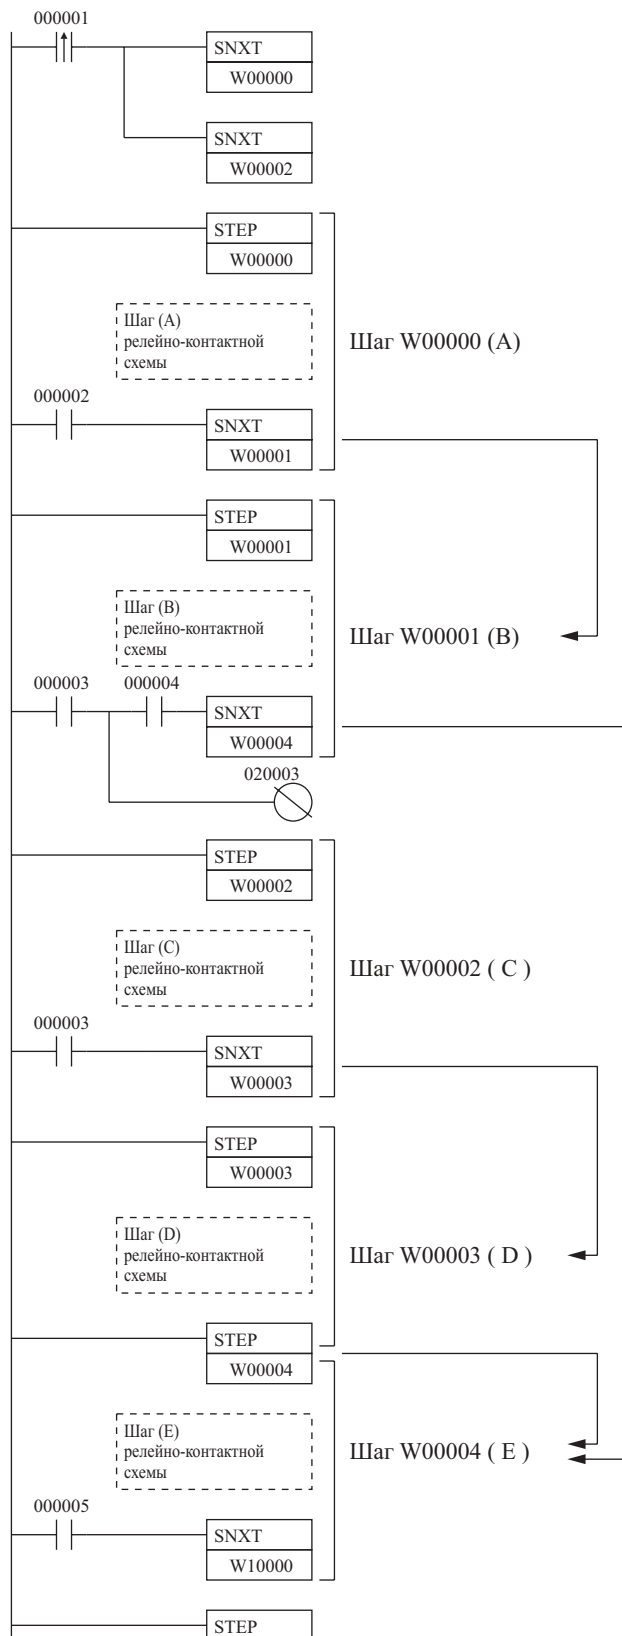 000001
SNXT
W00000
SNXT
W00002
STEP
W00000
Шаг (A)
релейно-контактной
схемы
Шаг W00000 (A)
000002
SNXT
W00001
STEP
W00001
Шаг (B)
релейно-контактной
схемы
Шаг W00001 (B)
000003 000004
SNXT
W00004
020003
STEP
W00002
Шаг (C)
релейно-контактной
схемы
Шаг W00002 ( C )
000003
SNXT
W00003
STEP
W00003
Шаг (D)
релейно-контактной
схемы
Шаг W00003 ( D )
STEP
W00004
Шаг (E)
релейно-контактной
схемы
Шаг W00004 ( E )
000005
SNXT
W10000
STEP